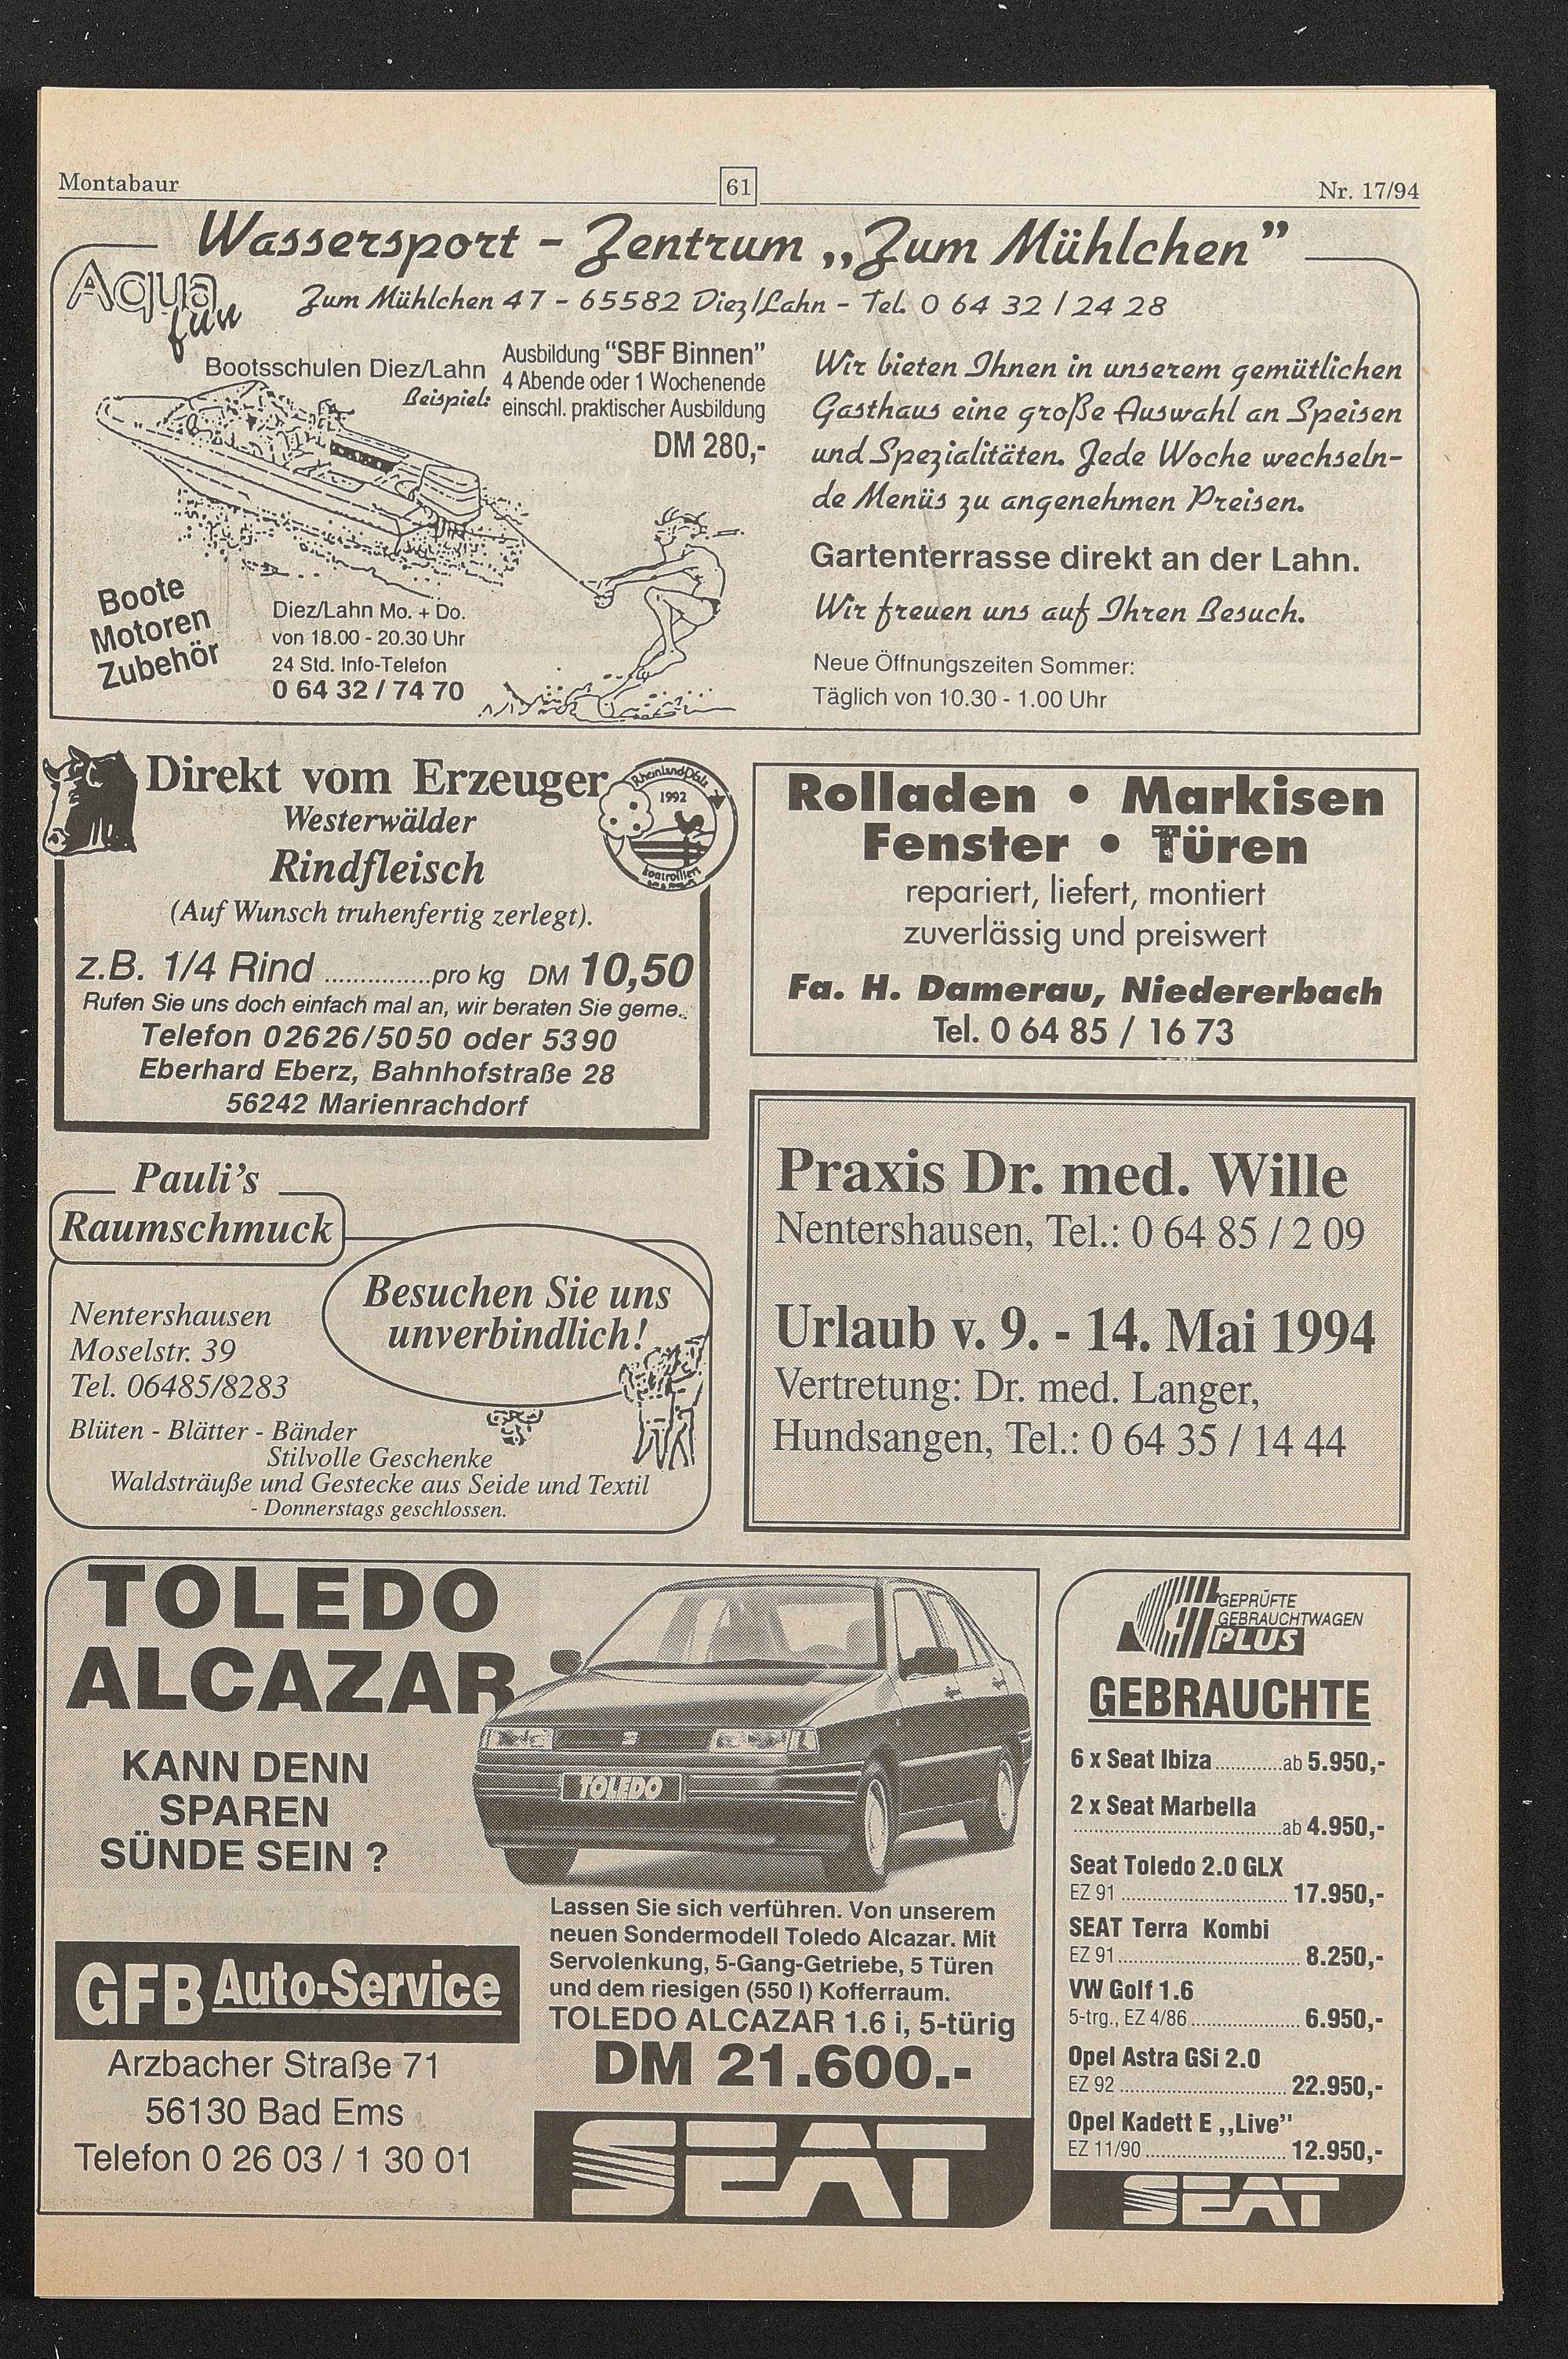 Montabaur
61
Nr. 17/94
Wassersport - Zentrum „Zum Mühlchen”
Aqua
fun
Zum Mühlchen 47 - 65582 Diez/Lahn - Tel. 0 64 32 / 24 28
Bootsschulen Diez/Lahn
Beispiel:
Ausbildung “SBF Binnen”
4 Abende oder 1 Wochenende
einschl. praktischer Ausbildung
DM 280,-
Boote
Motoren
Zubehör
Diez/Lahn Mo. + Do.
von 18.00 - 20.30 Uhr
24 Std. Info-Telefon
0 64 32 / 74 70
Wir bieten Ihnen in unserem gemütlichen
Gasthaus eine große Auswahl an Speisen
und Spezialitäten. Jede Woche wechseln-
de Menüs zu angenehmen Preisen.
Gartenterrasse direkt an der Lahn.
Wir freuen uns auf Ihren Besuch.
Neue Öffnungszeiten Sommer:
Täglich von 10.30 - 1.00 Uhr
Direkt vom Erzeuger
Westerwälder
Rindfleisch
(Auf Wunsch truhenfertig zerlegt).
Rheinland-Pfalz
1992
kontrolliert
z.B. 1/4 Rind ................pro kg DM 10,50
Rufen Sie uns doch einfach mal an, wir beraten Sie gerne..
Telefon 02626/5050 oder 5390
Eberhard Eberz, Bahnhofstraße 28
56242 Marienrachdorf
Rolladen • Markisen
Fenster • Türen
repariert, liefert, montiert
zuverlässig und preiswert
Fa. H. Damerau, Niedererbach
Tel. 0 64 85 / 16 73
Pauli’s
Raumschmuck
Besuchen Sie uns
unverbindlich!
Nentershausen
Moselstr. 39
Tel. 06485/8283
Blüten - Blätter - Bänder
Stilvolle Geschenke
Waldsträuße und Gestecke aus Seide und Textil
- Donnerstags geschlossen.
Praxis Dr. med. Wille
Nentershausen, Tel.: 0 64 85 / 2 09
Urlaub v. 9. - 14. Mai 1994
Vertretung: Dr. med. Langer,
Hundsangen, Tel.: 0 64 35 / 14 44
TOLEDO
ALCAZAR
KANN DENN
SPAREN
SÜNDE SEIN ?
TOLEDO
GFB Auto-Service
Arzbacher Straße 71
56130 Bad Ems
Telefon 0 26 03 / 1 30 01
Lassen Sie sich verführen. Von unserem
neuen Sondermodell Toledo Alcazar. Mit
Servolenkung, 5-Gang-Getriebe, 5 Türen
und dem riesigen (550 l) Kofferraum.
TOLEDO ALCAZAR 1.6 i, 5-türig
DM 21.600.-
SEAT
GEPRÜFTE
GEBRAUCHTWAGEN
PLUS
GEBRAUCHTE
6 x Seat Ibiza.............ab 5.950,-
2 x Seat Marbella
........................................ab 4.950,-
Seat Toledo 2.0 GLX
EZ 91 ................................ 17.950,-
SEAT Terra Kombi
EZ 91................................... 8.250,-
VW Golf 1.6
5-trg., EZ 4/86 ..................... 6.950,-
Opel Astra GSi 2.0
EZ 92 ................................ 22.950,-
Opel Kadett E „Live”
EZ 11/90 ........................... 12.950,-
SEAT